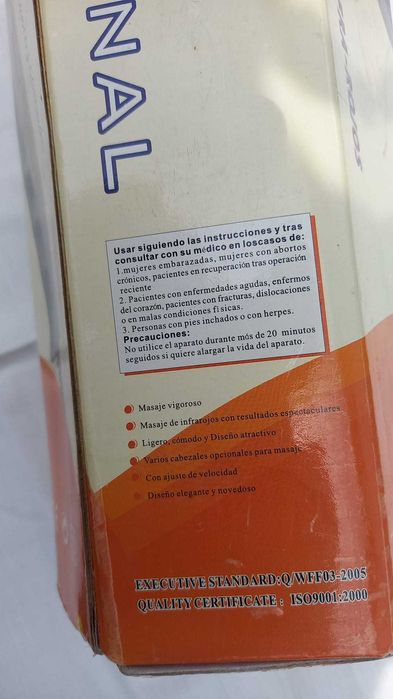 NAL
Usar siguiendo las instrucciones y tras
consultar con su médico en loscasos de:
1.mujeres embarazadas, mujeres con abortos
crónicos, pacientes en recuperación tras operación
reciente
2. Pacientes con enfermedades agudas, enfermos
del corazón, pacientes con fracturas, dislocaciones
o en malas condiciones físicas.
3. Personas con pies inchados o con herpes.
Precauciones:
No utilice el aparato durante más de 20 minutos
seguidos si quiere alargar la vida del aparato.
Masaje vigoroso
Masaje de infrarojos con resultados espectaculares
Ligero, cómodo y Diseño atractivo
Varios cabezales opcionales para masaje
Con ajuste de velocidad
Diseño elegante y novedoso
EXECUTIVE STANDARD:Q/WFF03-2005
QUALITY CERTIFICATE : ISO9001:2000